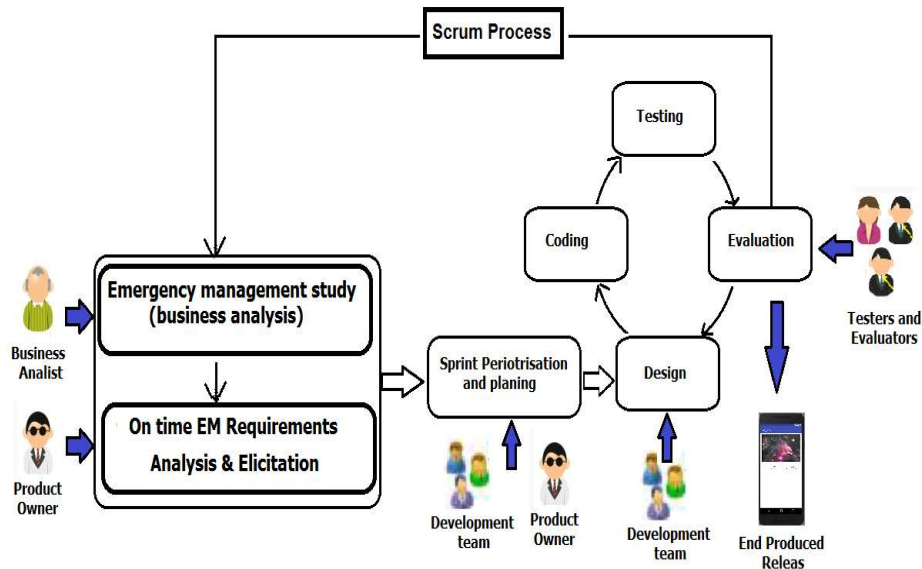 Scrum Process
Testing
Coding
Evaluation
Testers and
Evaluators
Emergency management study
(business analysis)
Business
Analist
On time EM Requirements
Analysis & Elicitation
Product
Owner
Sprint Periotrisation
and planing
Design
Development
team
Product
Owner
Development
team
End Produced
Releas